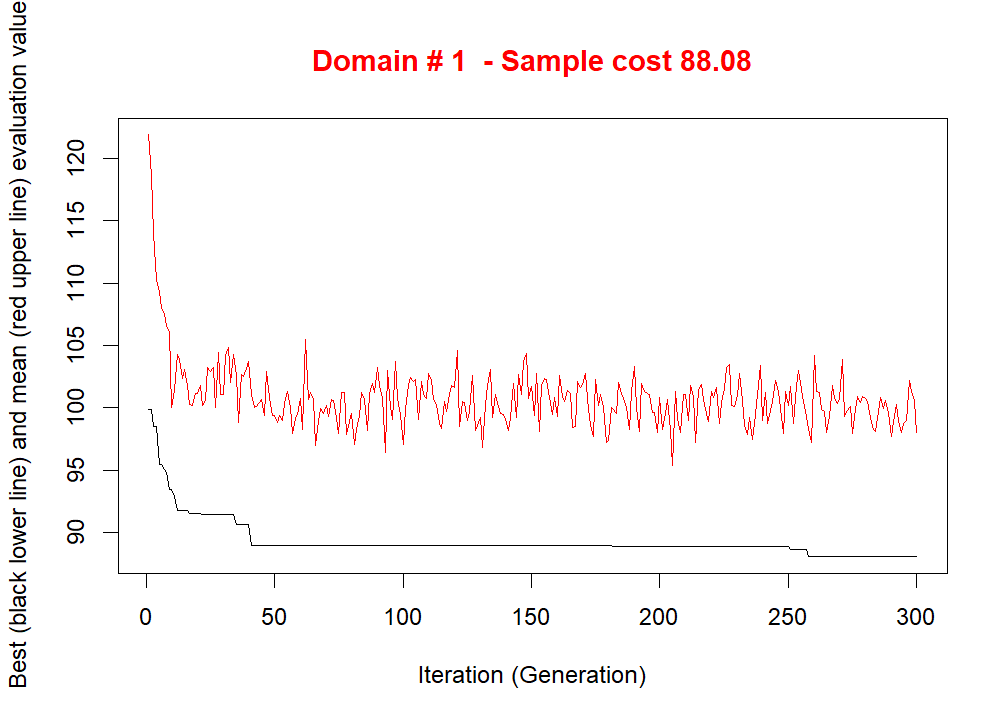 Domain # 1  - Sample cost 88.08
Best (black lower line) and mean (red upper line) evaluation value
120
115
110
105
100
95
90
0 50 100 150 200 250 300
Iteration (Generation)